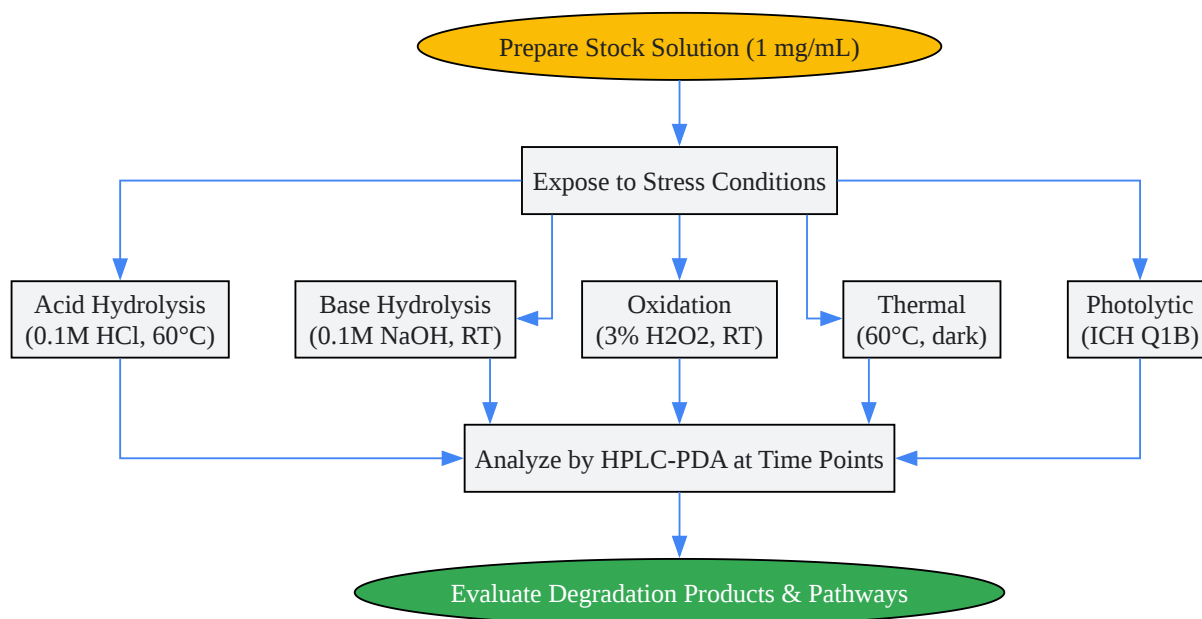 Prepare Stock Solution (1 mg/mL)
Expose to Stress Conditions
Acid Hydrolysis
(0.1M HCl, 60°C)
Base Hydrolysis
(0.1M NaOH, RT)
Oxidation
(3% H2O2, RT)
Thermal
(60°C, dark)
Photolytic
(ICH Q1B)
Analyze by HPLC-PDA at Time Points
Evaluate Degradation Products & Pathways